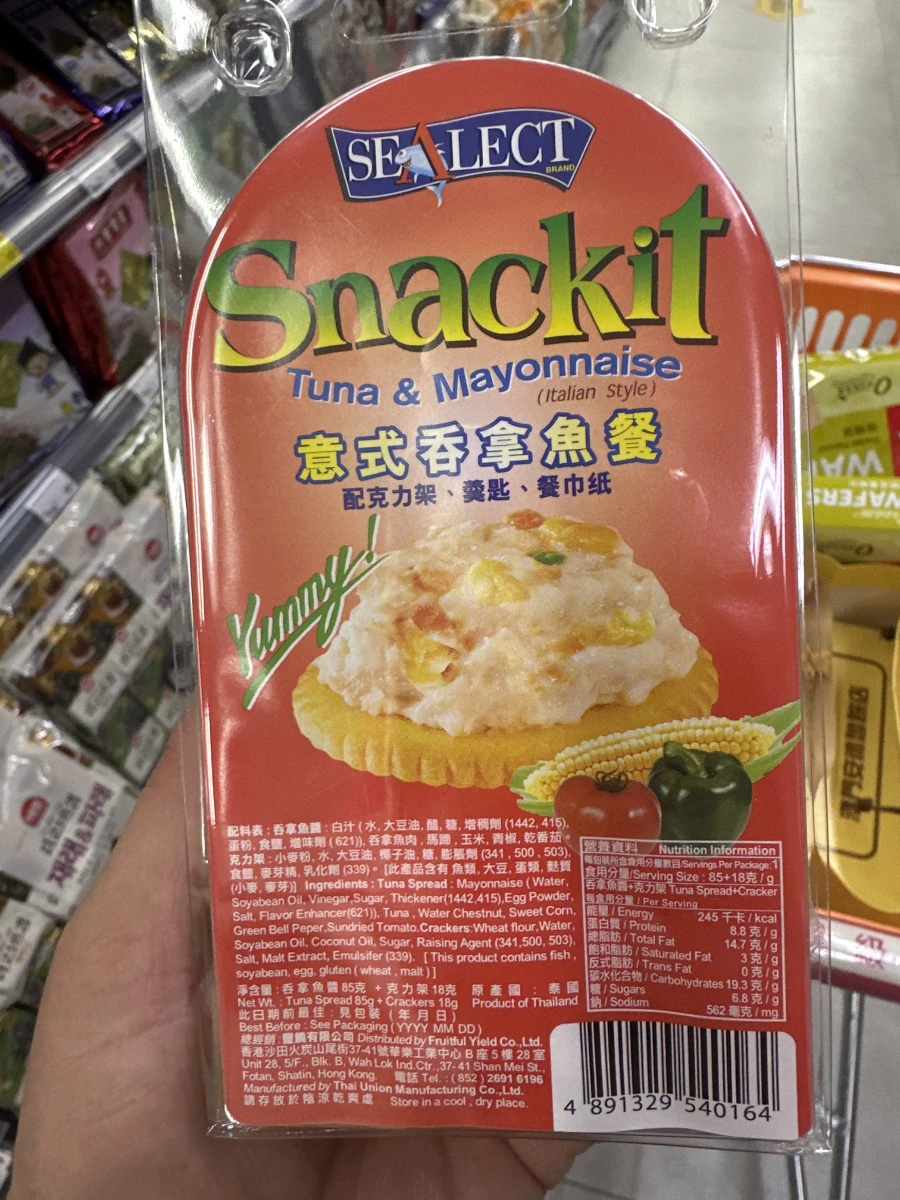 SEALECT
BRAND
Snackit
Tuna & Mayonnaise
(Italian Style)
意式吞拿魚餐
配克力架、羹匙、餐巾纸
Yummy!
配料表 : 吞拿魚醬 : 白汁 ( 水, 大豆油, 醋, 糖, 增稠劑 (1442, 415),
蛋粉, 食鹽, 增味劑 (621)), 吞拿魚肉, 馬蹄, 玉米, 青椒, 乾番茄。
克力架 : 小麥粉, 水, 大豆油, 椰子油, 糖, 膨脹劑 (341, 500, 503),
食鹽, 麥芽精, 乳化劑 (339)。[此產品含有魚類, 大豆, 蛋類, 麩質
(小麥, 麥芽)] Ingredients : Tuna Spread : Mayonnaise ( Water,
Soyabean Oil, Vinegar,Sugar, Thickener(1442,415),Egg Powder,
Salt, Flavor Enhancer(621)), Tuna , Water Chestnut, Sweet Corn,
Green Bell Peper,Sundried Tomato.Crackers:Wheat flour,Water,
Soyabean Oil, Coconut Oil, Sugar, Raising Agent (341,500, 503),
Salt, Malt Extract, Emulsifer (339). [ This product contains fish ,
soyabean, egg, gluten ( wheat , malt )]
淨含量 : 吞拿魚醬 85克 + 克力架 18克 原產國 : 泰國
Net Wt. : Tuna Spread 85g + Crackers 18g Product of Thailand
此日期前最佳 : 見包裝 ( 年 月 日 )
Best Before : See Packaging ( YYYY MM DD )
總經銷 : 豐饒有限公司 Distributed by Fruitful Yield Co.,Ltd.
香港沙田火炭山尾街37-41號華樂工業中心 B 座 5 樓 28 室
Unit 28, 5/F., Blk. B, Wah Lok Ind.Ctr.,37- 41 Shan Mei St.,
Fotan, Shatin, Hong Kong. 電話 Tel. : ( 852 ) 2691 6196
Manufactured by Thai Union Manufacturing Co.,Ltd.
請存放於陰涼乾爽處 Store in a cool , dry place.
營養資料 Nutrition Information
每包裝所含食用分量數目/Servings Per Package: 1
食用分量/Serving Size : 85+18克 / g
吞拿魚醬+克力架 Tuna Spread+Cracker
每食用分量 / Per Serving
能量 / Energy 245 千卡 / kcal
蛋白質 / Protein 8.8 克 / g
總脂肪 / Total Fat 14.7 克 / g
飽和脂肪 / Saturated Fat 3 克 / g
反式脂肪 / Trans Fat 0 克 / g
碳水化合物 / Carbohydrates 19.3 克 / g
糖 / Sugars 6.8 克 / g
鈉 / Sodium 562 毫克 / mg
4 891329 540164
WAFERS